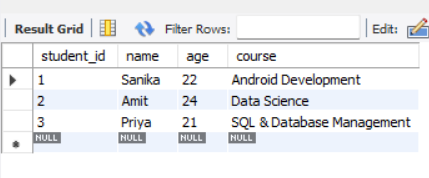 Result Grid Filter Rows: Edit:
student_id name age course
1 Sanika 22 Android Development
2 Amit 24 Data Science
3 Priya 21 SQL & Database Management
NULL NULL NULL NULL